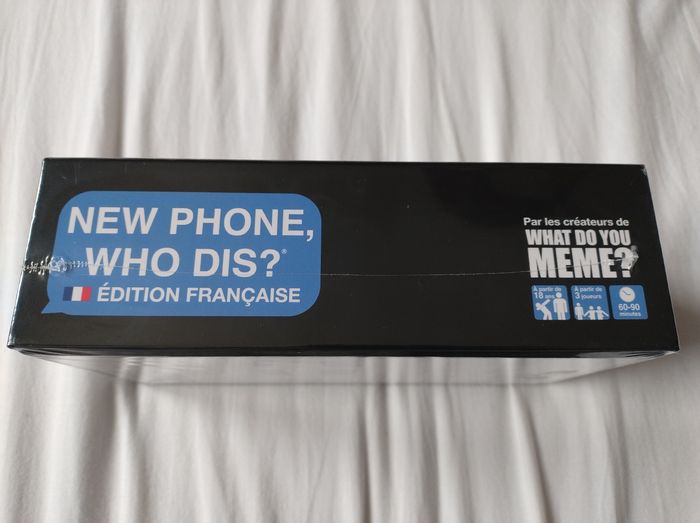 NEW PHONE,
WHO DIS?®
ÉDITION FRANÇAISE
Par les créateurs de
WHAT DO YOU
MEME?
À partir de
18 ans
À partir de
3 joueurs
60-90
minutes